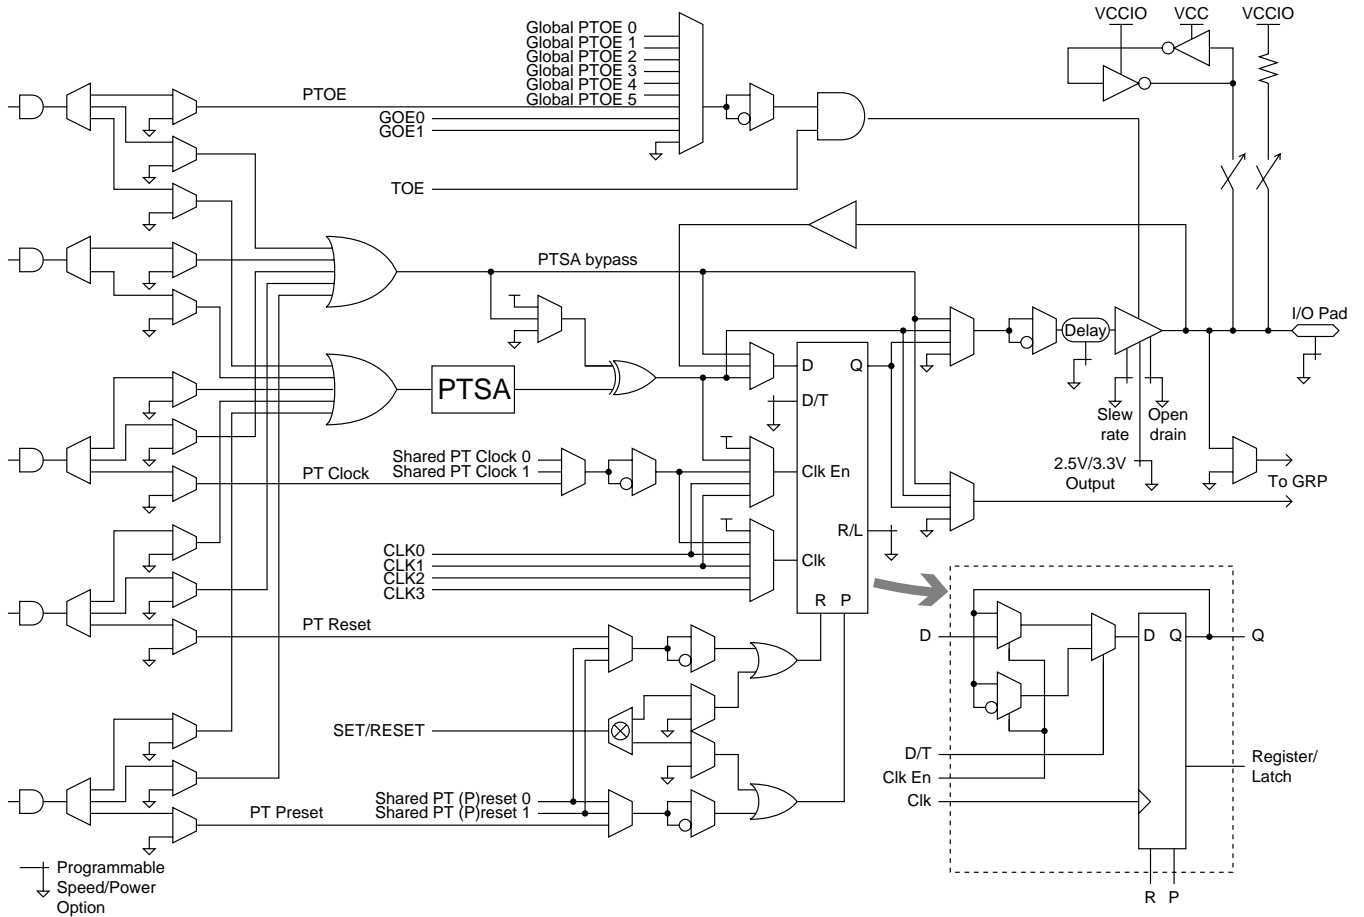 VCCIO
VCC
VCCIO
Global PTOE 0
Global PTOE 1
Global PTOE 2
Global PTOE 3
Global PTOE 4
Global PTOE 5
PTOE
GOE0
GOE1
TOE
PTSA bypass
I/O Pad
Delay
D
Q
PTSA
D/T
Slew
rate
Open
drain
Shared PT Clock 0
Shared PT Clock 1
PT Clock
Clk En
2.5V/3.3V
Output
To GRP
R/L
CLK0
CLK1
CLK2
CLK3
Clk
R
P
PT Reset
D
D
Q
Q
SET/RESET
D/T
Clk En
Clk
Register/
Latch
Shared PT (P)reset 0
Shared PT (P)reset 1
PT Preset
R
P
Programmable
Speed/Power
Option